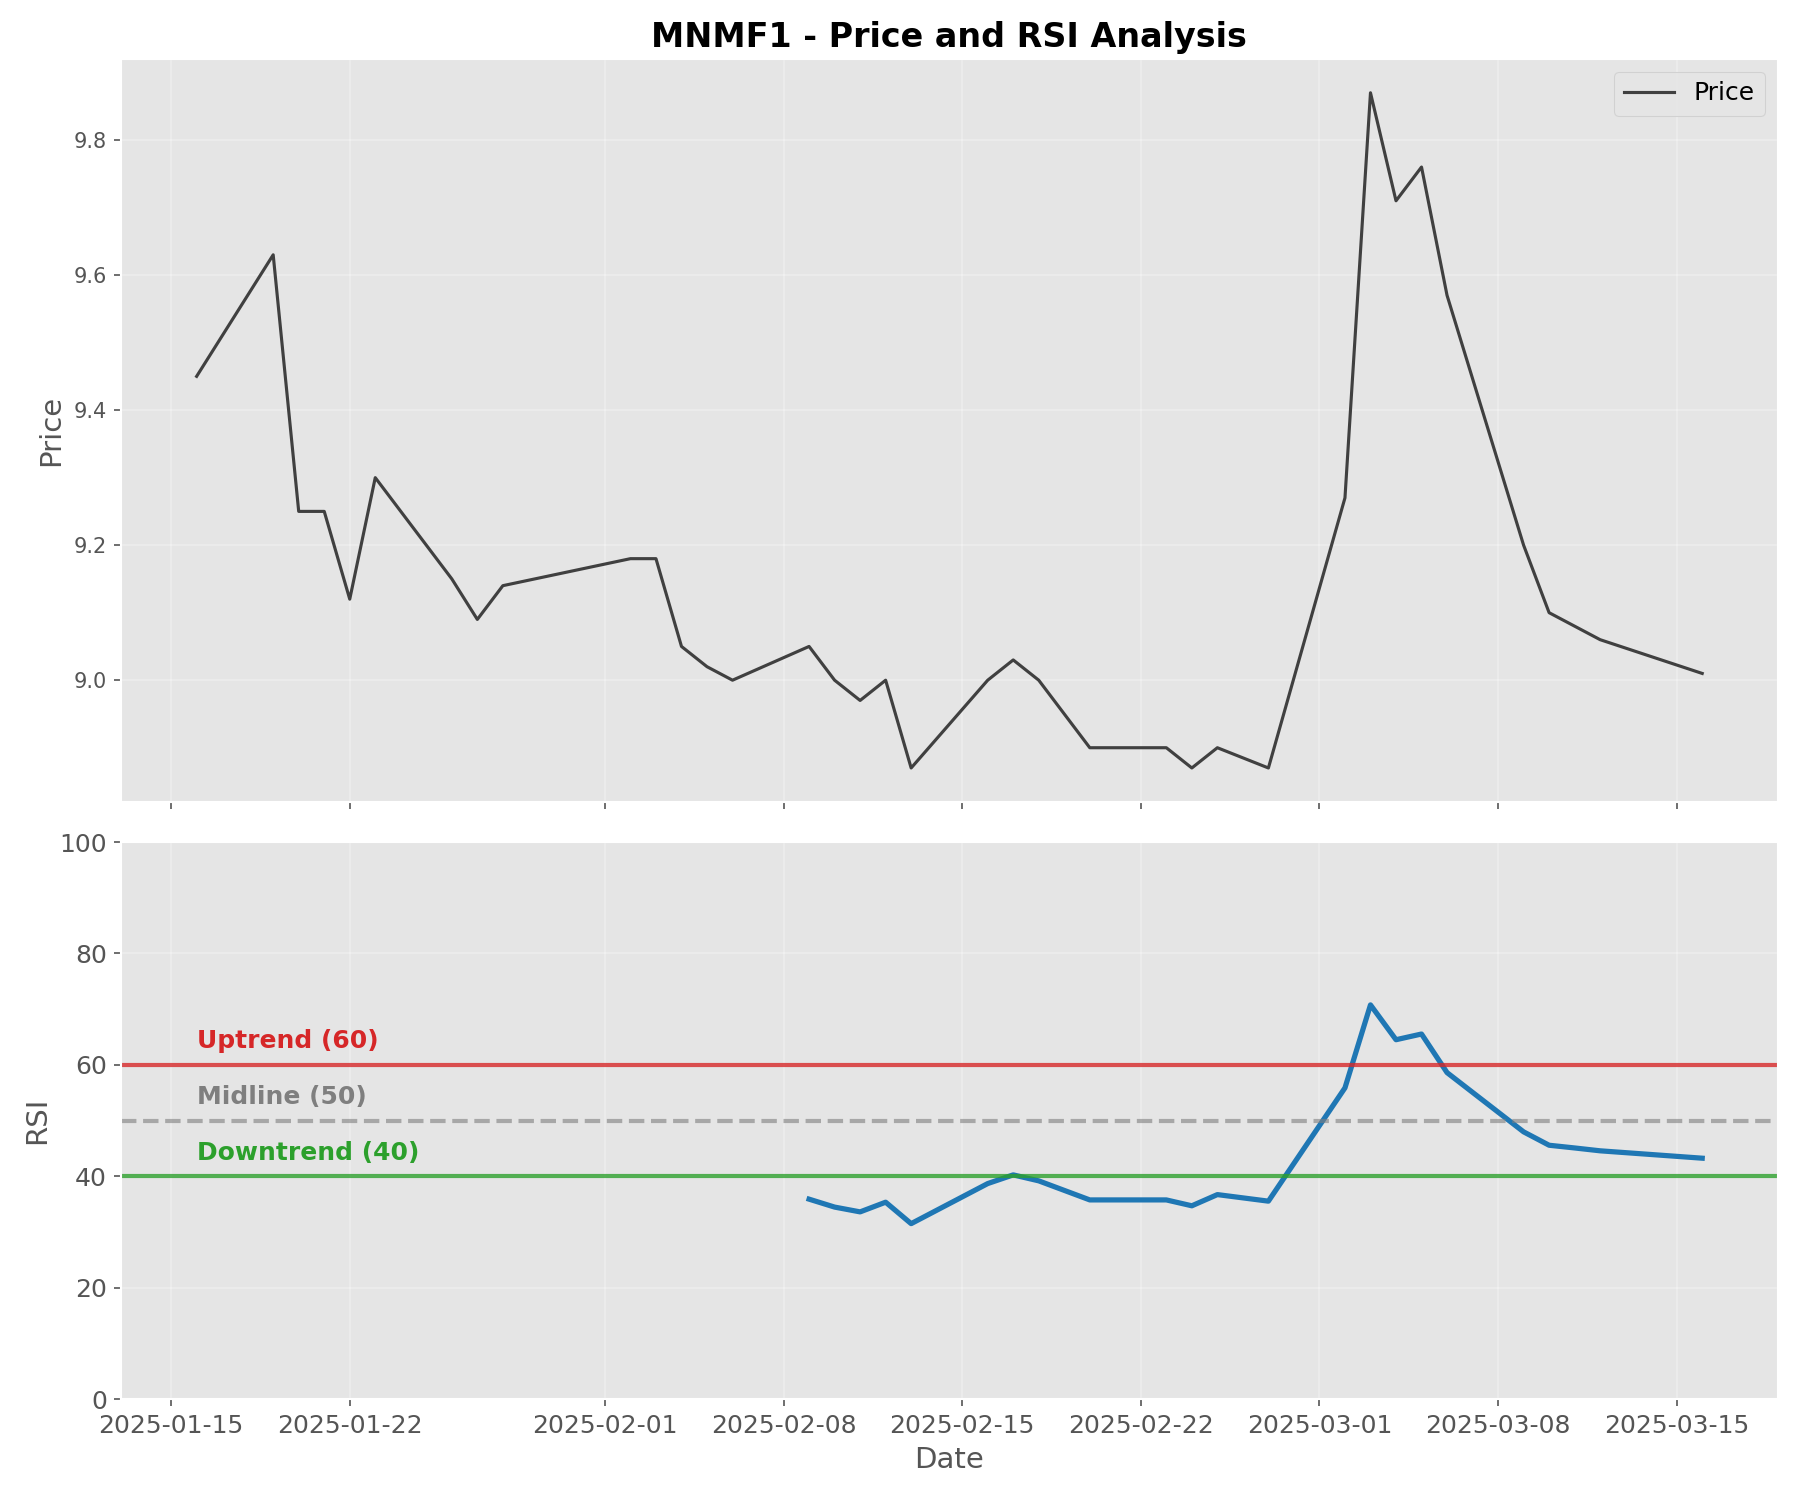 MNMF1 - Price and RSI Analysis
Price
9.8
9.6
9.4
9.2
9.0
Price
100
80
60
40
20
0
RSI
Uptrend (60)
Midline (50)
Downtrend (40)
2025-01-15 2025-01-22 2025-02-01 2025-02-08 2025-02-15 2025-02-22 2025-03-01 2025-03-08 2025-03-15
Date